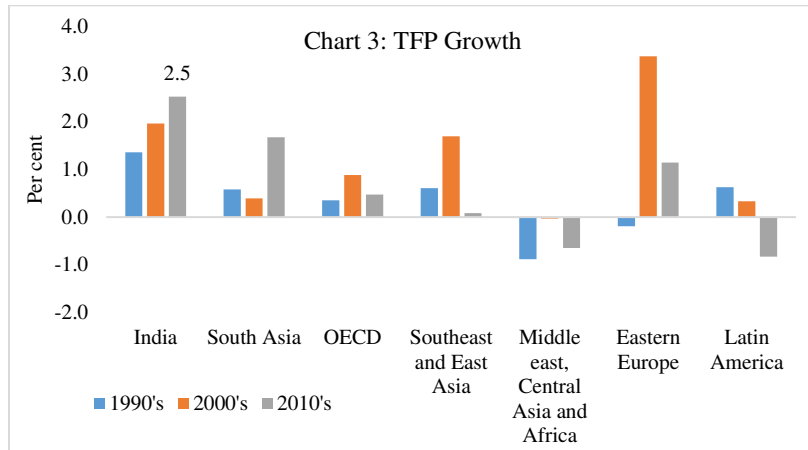 Chart 3: TFP Growth
4.0
3.0
2.0
1.0
0.0
-1.0
-2.0
Per cent
2.5
India
South Asia
OECD
Southeast
and East
Asia
Middle
east,
Central
Asia and
Africa
Eastern
Europe
Latin
America
1990's 2000's 2010's